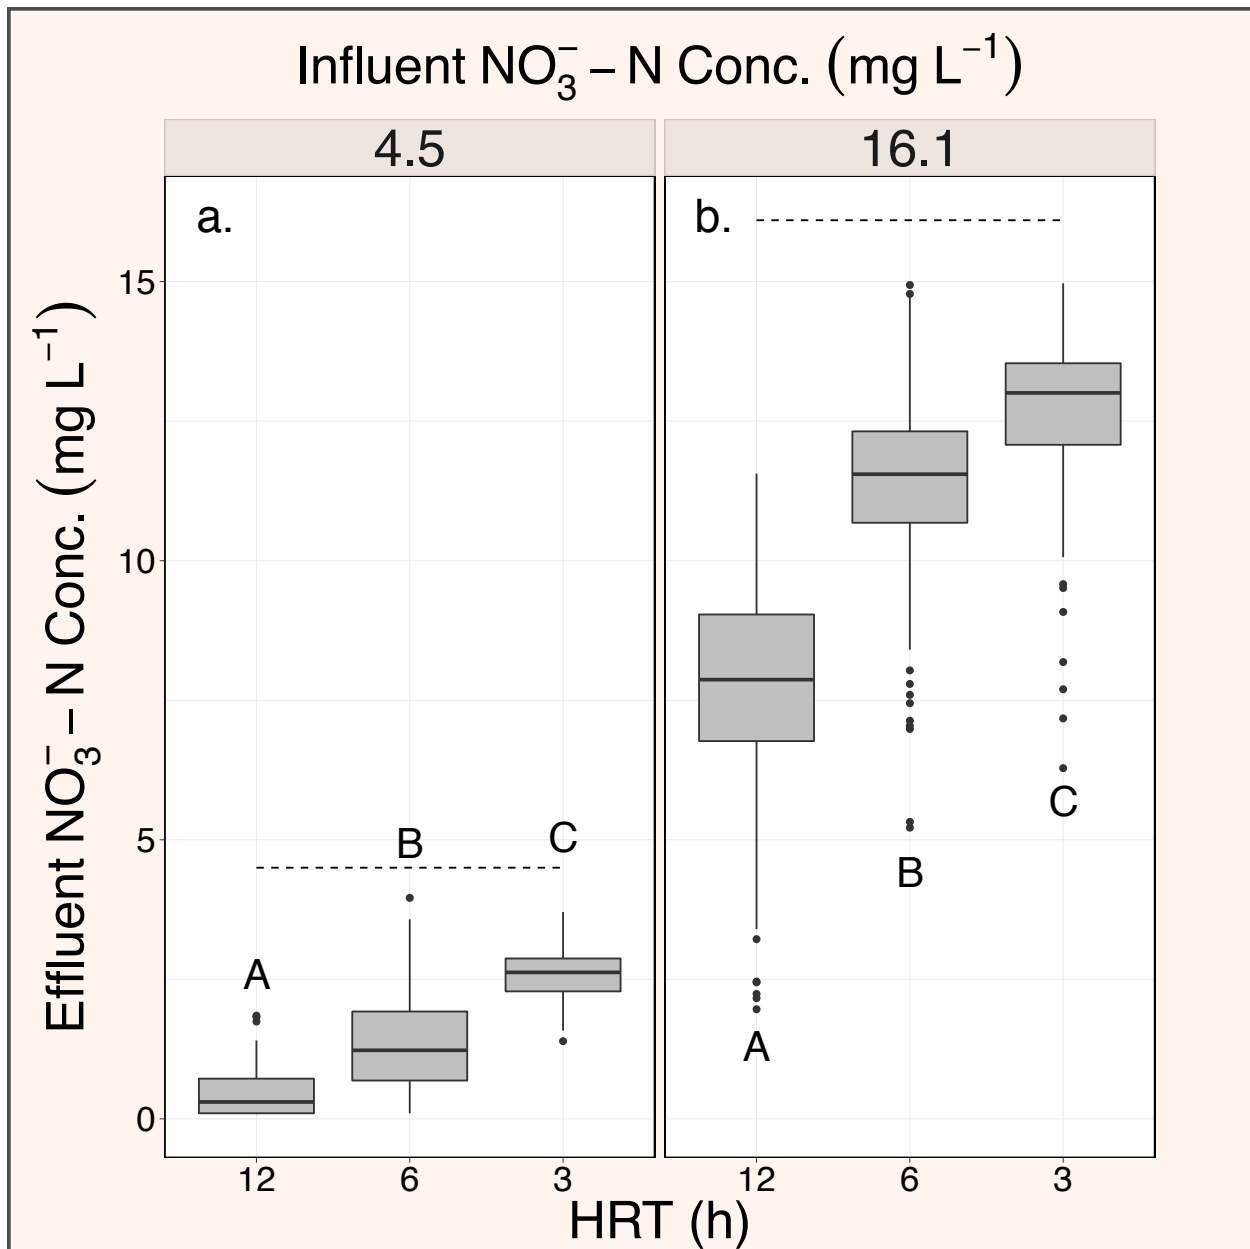 Influent NO₃⁻ – N Conc. (mg L⁻¹)
4.5
16.1
a.
b.
Effluent NO₃⁻ – N Conc. (mg L⁻¹)
15
10
5
0
A
B
C
A
B
C
12
6
3
12
6
3
HRT (h)